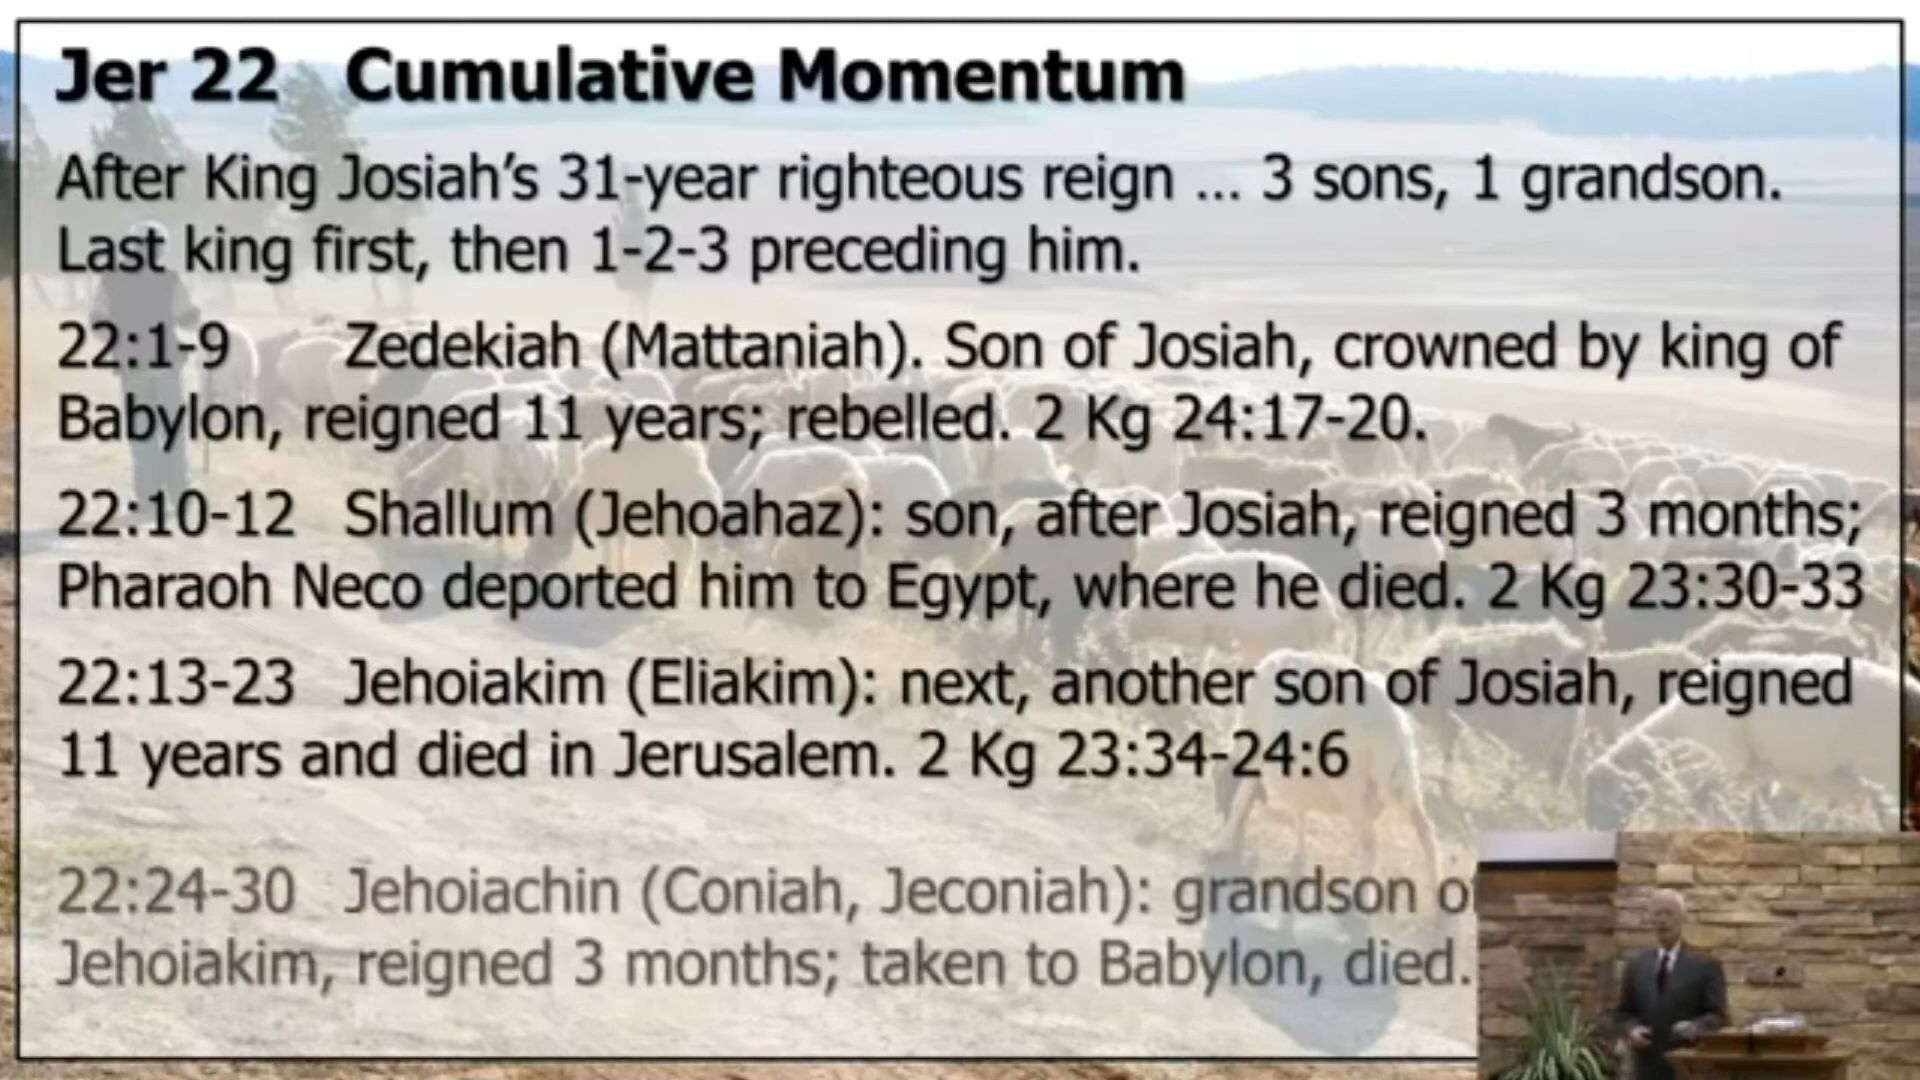 Jer 22 Cumulative Momentum
After King Josiah's 31-year righteous reign ... 3 sons, 1 grandson.
Last king first, then 1-2-3 preceding him.
22:1-9 Zedekiah (Mattaniah). Son of Josiah, crowned by king of
Babylon, reigned 11 years; rebelled. 2 Kg 24:17-20.
22:10-12 Shallum (Jehoahaz): son, after Josiah, reigned 3 months;
Pharaoh Neco deported him to Egypt, where he died. 2 Kg 23:30-33
22:13-23 Jehoiakim (Eliakim): next, another son of Josiah, reigned
11 years and died in Jerusalem. 2 Kg 23:34-24:6
22:24-30 Jehoiachin (Coniah, Jeconiah): grandson
Jehoiakim, reigned 3 months; taken to Babylon, died.